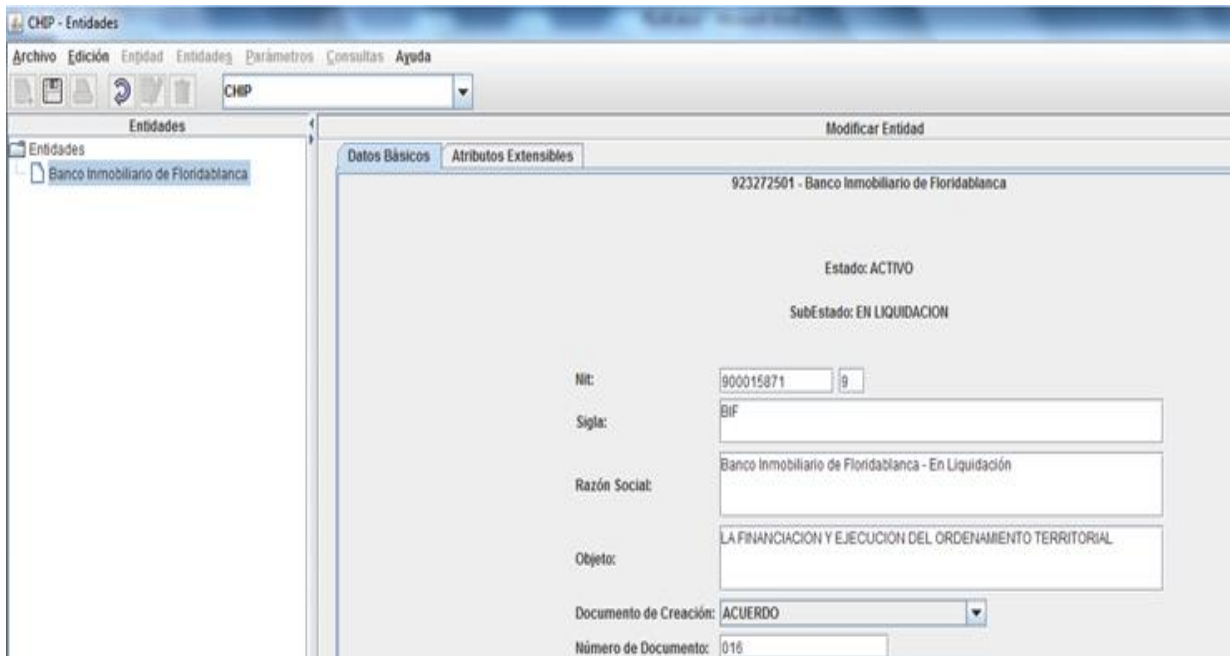 CHIP - Entidades
Archivo Edición Entidad Entidades Parámetros Consultas Ayuda
CHIP
Entidades
Modificar Entidad
Entidades
Banco Inmobiliario de Floridablanca
Datos Básicos Atributos Extensibles
923272501 - Banco Inmobiliario de Floridablanca
Estado: ACTIVO
SubEstado: EN LIQUIDACION
Nit: 900015871 9
Sigla: BIF
Razón Social: Banco Inmobiliario de Floridablanca - En Liquidación
Objeto: LA FINANCIACION Y EJECUCION DEL ORDENAMIENTO TERRITORIAL
Documento de Creación: ACUERDO
Número de Documento: 016